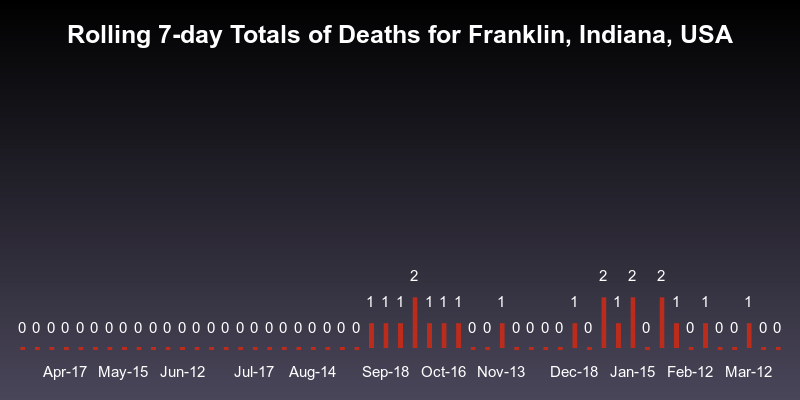 Rolling 7-day Totals of Deaths for Franklin, Indiana, USA
2 2 2 2
1 1 1 1 1 1 1 1 1 1 1 1
0 0 0 0 0 0 0 0 0 0 0 0 0 0 0 0 0 0 0 0 0 0 0 0 0 0 0 0 0 0 0 0 0 0 0 0 0
Apr-17 May-15 Jun-12 Jul-17 Aug-14 Sep-18 Oct-16 Nov-13 Dec-18 Jan-15 Feb-12 Mar-12